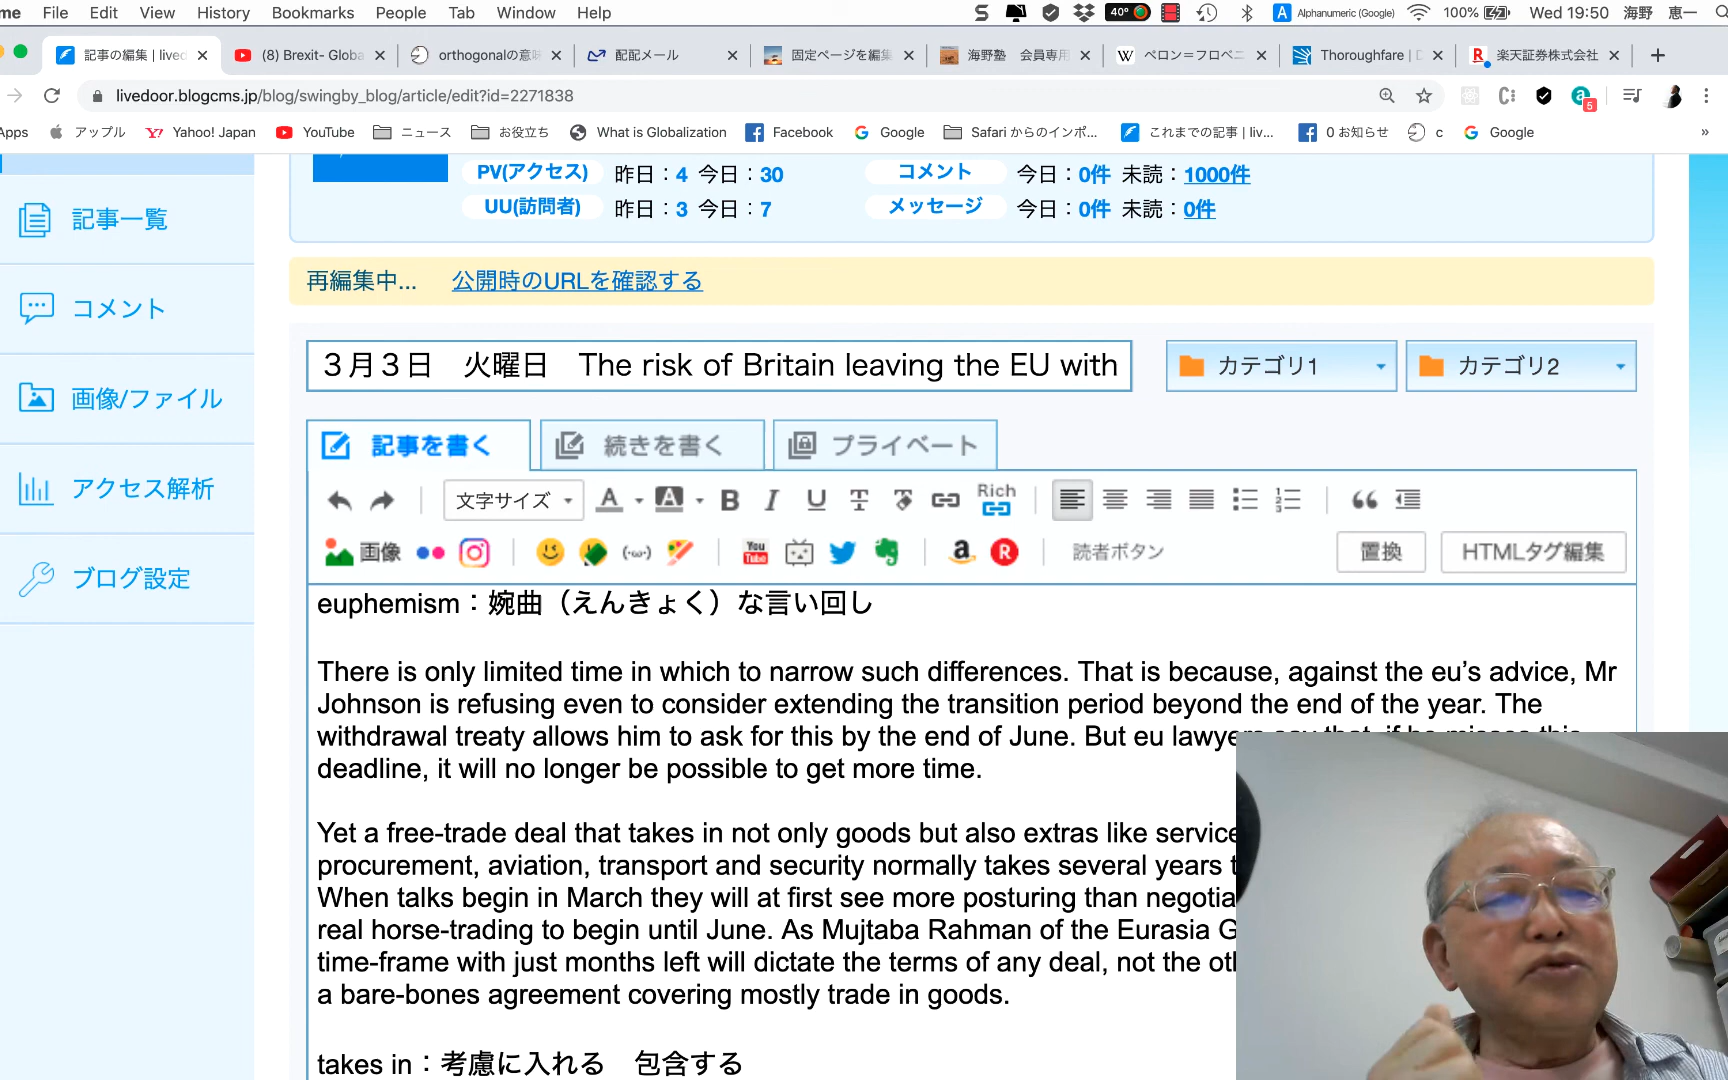 me File Edit View History Bookmarks People Tab Window Help 40° Alphanumeric (Google) 100% Wed 19:50 海野 恵一
記事の編集 | lived (8) Brexit- Globa orthogonalの意味 配配メール 固定ページを編集 海野塾 会員専用 ペロン=フロベニ Thoroughfare | D 楽天証券株式会社
livedoor.blogcms.jp/blog/swingby_blog/article/edit?id=2271838
5
Apps アップル Yahoo! Japan YouTube ニュース お役立ち What is Globalization Facebook Google Safari からのインポ... これまでの記事 | liv... 0 お知らせ c Google »
PV(アクセス) 昨日：4 今日：30 コメント 今日：0件 未読：1000件
UU(訪問者) 昨日：3 今日：7 メッセージ 今日：0件 未読：0件
記事一覧
コメント
画像/ファイル
アクセス解析
ブログ設定
再編集中... 公開時のURLを確認する
３月３日　火曜日　The risk of Britain leaving the EU with
カテゴリ1 カテゴリ2
記事を書く 続きを書く プライベート
文字サイズ A A B I U T Rich
画像 You Tube a R 読者ボタン 置換 HTMLタグ編集
euphemism：婉曲（えんきょく）な言い回し
There is only limited time in which to narrow such differences. That is because, against the eu's advice, Mr
Johnson is refusing even to consider extending the transition period beyond the end of the year. The
withdrawal treaty allows him to ask for this by the end of June. But eu lawyers say that, if he misses this
deadline, it will no longer be possible to get more time.
Yet a free-trade deal that takes in not only goods but also extras like service
procurement, aviation, transport and security normally takes several years t
When talks begin in March they will at first see more posturing than negotia
real horse-trading to begin until June. As Mujtaba Rahman of the Eurasia G
time-frame with just months left will dictate the terms of any deal, not the oth
a bare-bones agreement covering mostly trade in goods.
takes in：考慮に入れる　包含する